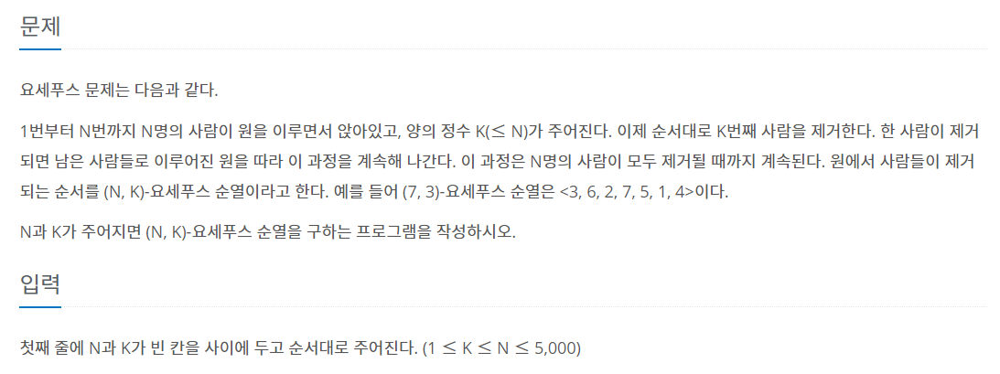 문제
요세푸스 문제는 다음과 같다.
1번부터 N번까지 N명의 사람이 원을 이루면서 앉아있고, 양의 정수 K(≤ N)가 주어진다. 이제 순서대로 K번째 사람을 제거한다. 한 사람이 제거
되면 남은 사람들로 이루어진 원을 따라 이 과정을 계속해 나간다. 이 과정은 N명의 사람이 모두 제거될 때까지 계속된다. 원에서 사람들이 제거
되는 순서를 (N, K)-요세푸스 순열이라고 한다. 예를 들어 (7, 3)-요세푸스 순열은 <3, 6, 2, 7, 5, 1, 4>이다.
N과 K가 주어지면 (N, K)-요세푸스 순열을 구하는 프로그램을 작성하시오.
입력
첫째 줄에 N과 K가 빈 칸을 사이에 두고 순서대로 주어진다. (1 ≤ K ≤ N ≤ 5,000)